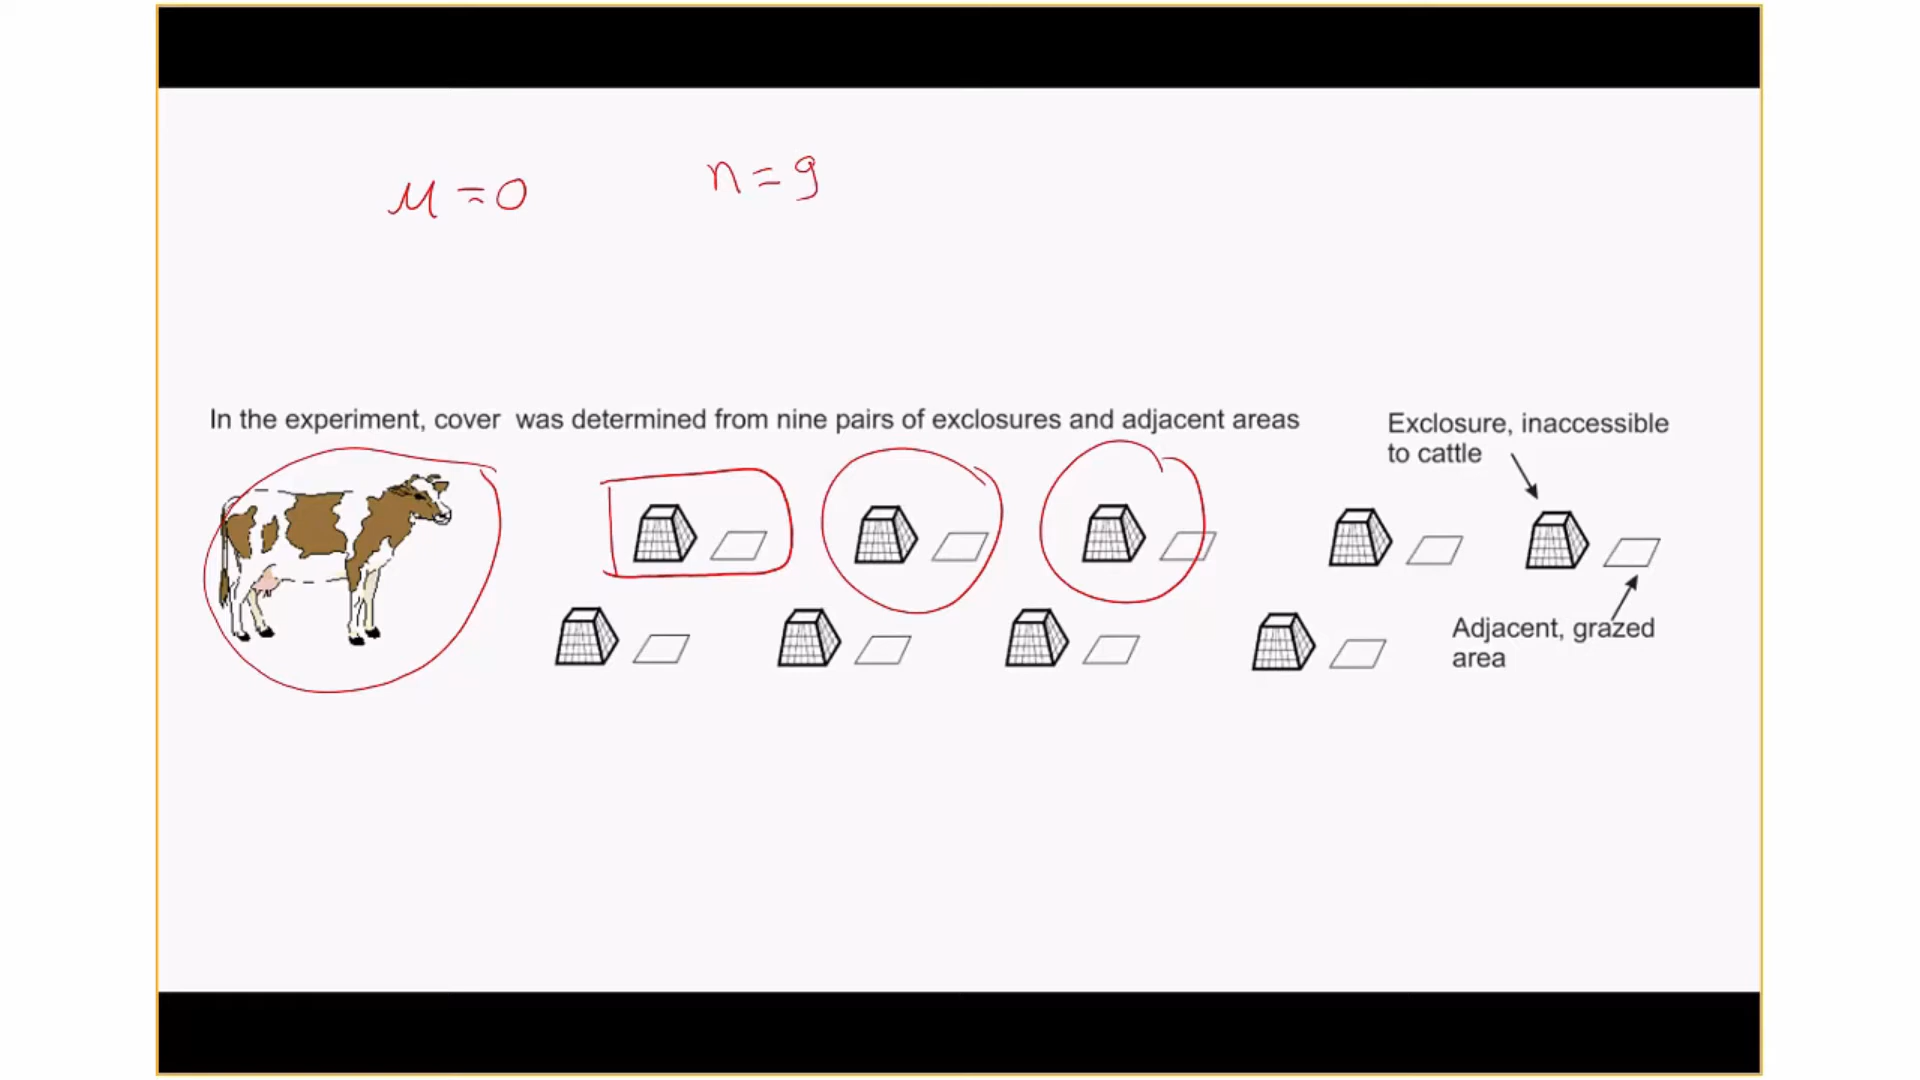 μ = 0
n = 9
In the experiment, cover was determined from nine pairs of exclosures and adjacent areas
Exclosure, inaccessible
to cattle
Adjacent, grazed
area